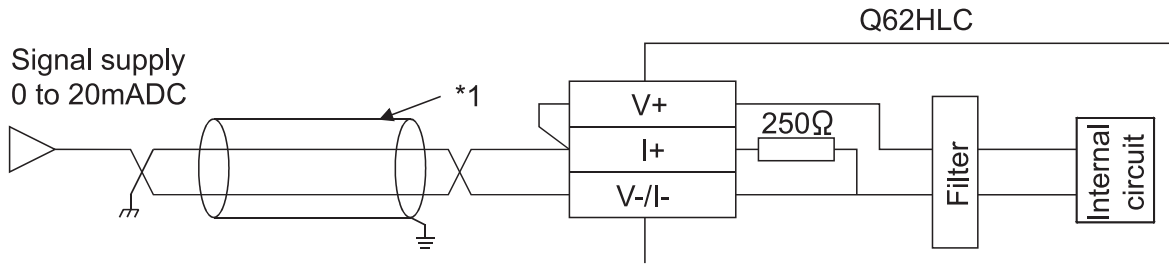 Q62HLC
Signal supply
0 to 20mADC
*1
V+
250Ω
I+
V-/I-
Filter
Internal
circuit